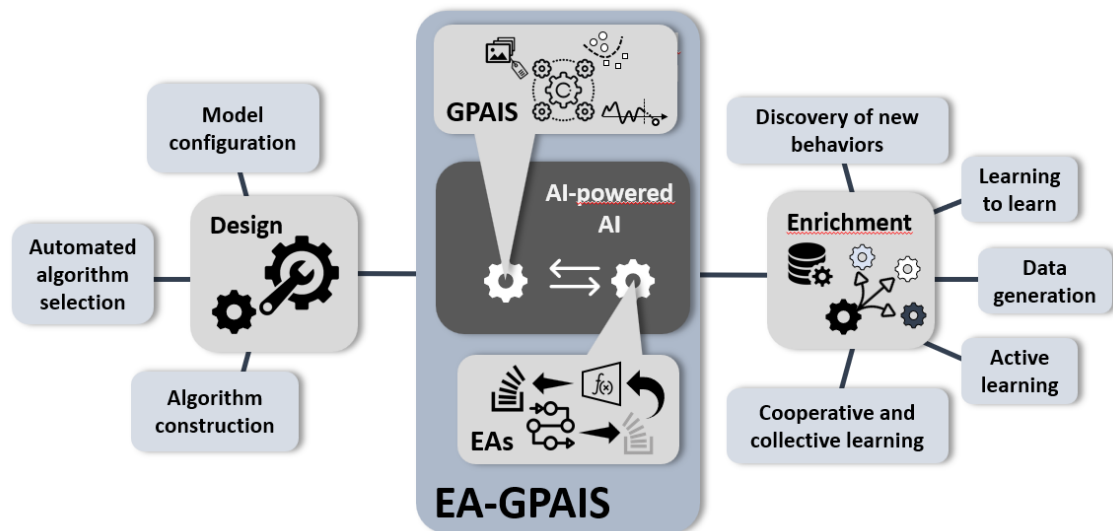 Model
configuration
Automated
algorithm
selection
Algorithm
construction
Design
GPAIS
AI-powered
AI
f(x)
EAs
EA-GPAIS
Enrichment
Discovery of new
behaviors
Learning
to learn
Data
generation
Active
learning
Cooperative and
collective learning